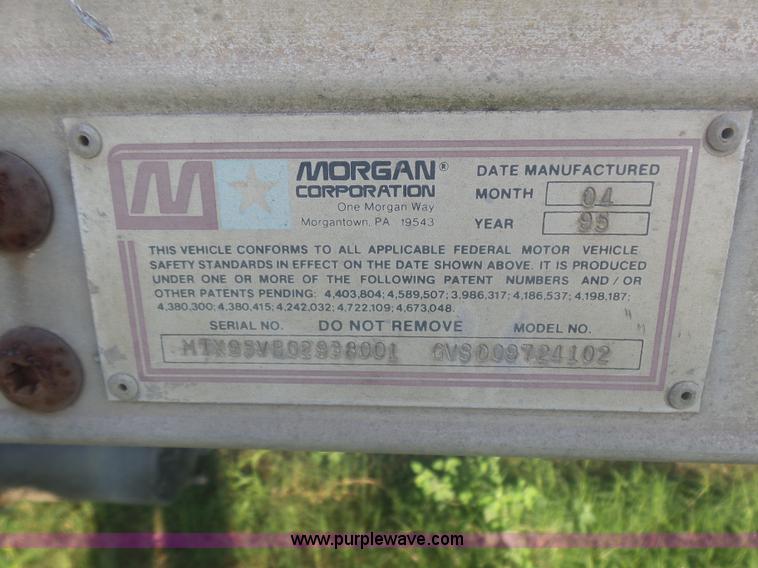 M
MORGAN®
CORPORATION
One Morgan Way
Morgantown, PA 19543
DATE MANUFACTURED
MONTH 04
YEAR 95
THIS VEHICLE CONFORMS TO ALL APPLICABLE FEDERAL MOTOR VEHICLE
SAFETY STANDARDS IN EFFECT ON THE DATE SHOWN ABOVE. IT IS PRODUCED
UNDER ONE OR MORE OF THE FOLLOWING PATENT NUMBERS AND/OR
OTHER PATENTS PENDING: 4,403,804; 4,589,507; 3,986,317; 4,186,537; 4,198,187;
4,380,300; 4,380,415; 4,242,032; 4,722,109; 4,673,048.
SERIAL NO. DO NOT REMOVE MODEL NO.
MTX95VB02998001 GVS009724102
www.purplewave.com